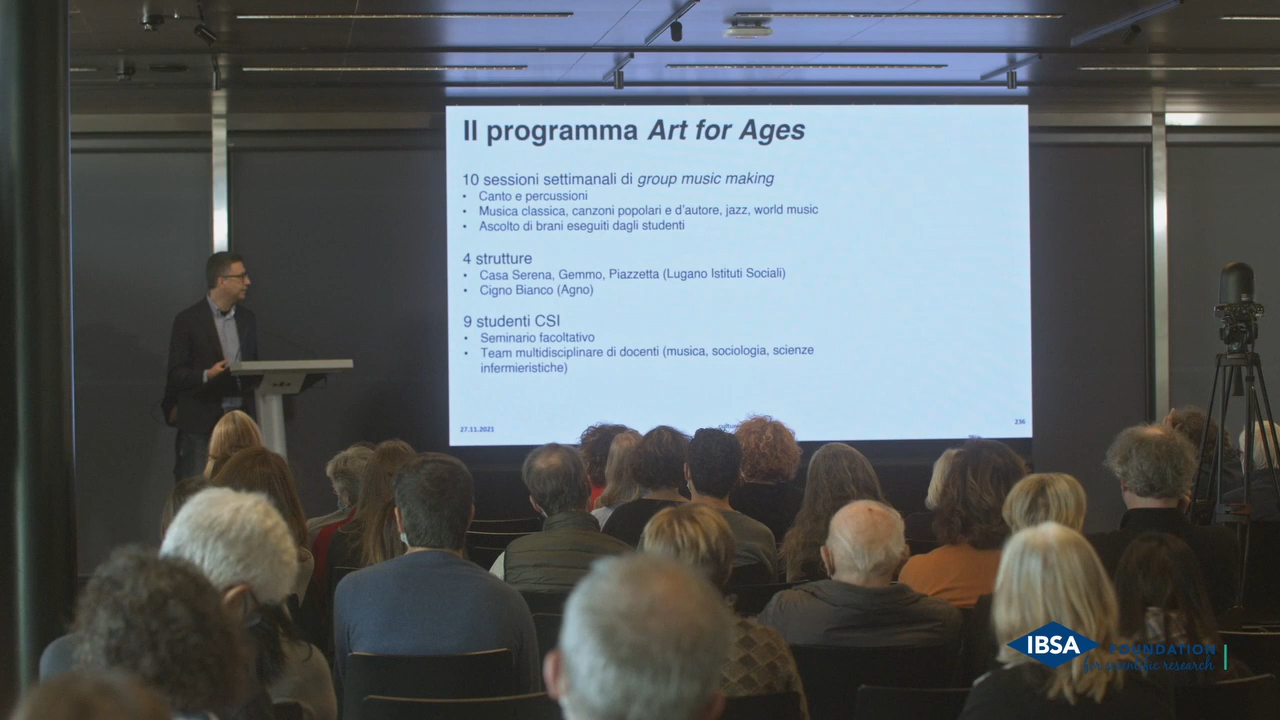 Il programma Art for Ages
10 sessioni settimanali di group music making
• Canto e percussioni
• Musica classica, canzoni popolari e d'autore, jazz, world music
• Ascolto di brani eseguiti dagli studenti
4 strutture
• Casa Serena, Gemmo, Piazzetta (Lugano Istituti Sociali)
• Cigno Bianco (Agno)
9 studenti CSI
• Seminario facoltativo
• Team multidisciplinare di docenti (musica, sociologia, scienze
infermieristiche)
27.11.2021
236
IBSA FOUNDATION
for scientific research